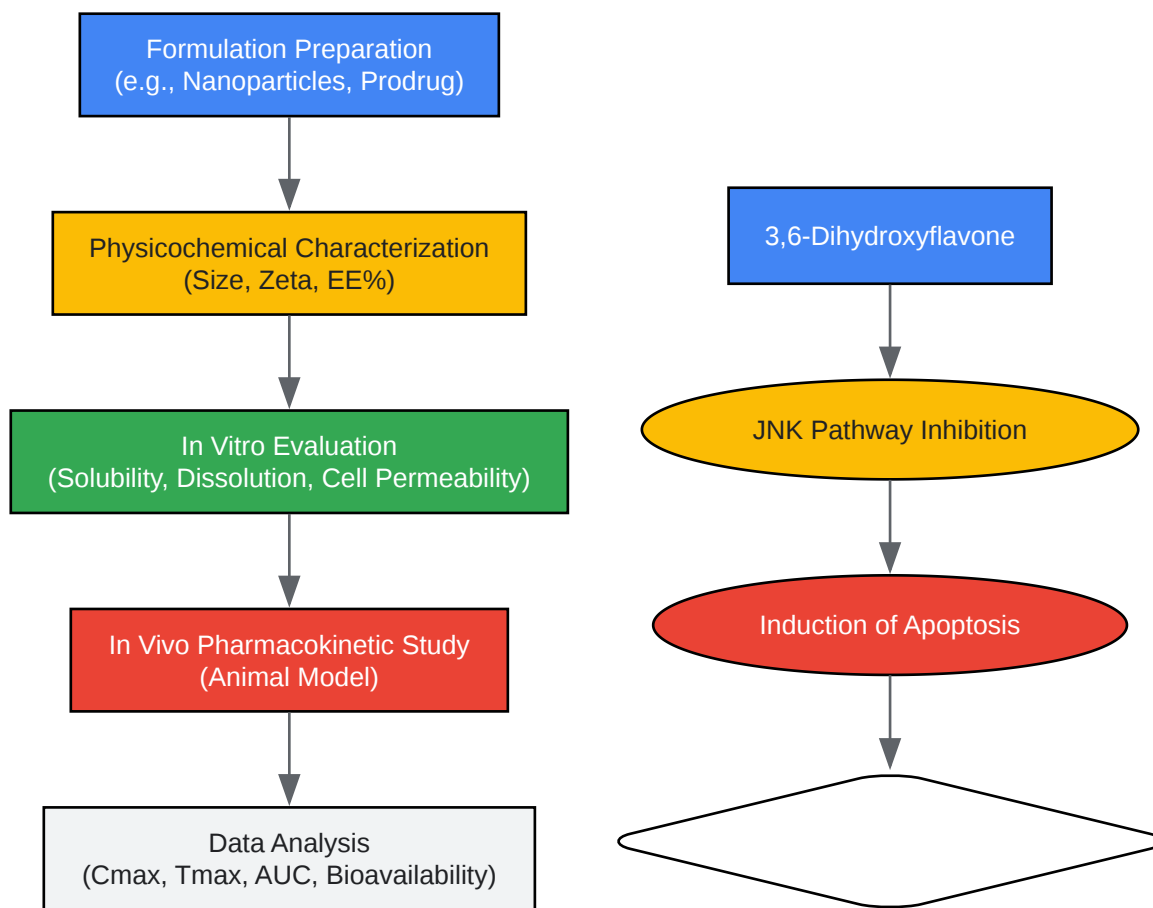 Formulation Preparation
(e.g., Nanoparticles, Prodrug)
Physicochemical Characterization
(Size, Zeta, EE%)
In Vitro Evaluation
(Solubility, Dissolution, Cell Permeability)
In Vivo Pharmacokinetic Study
(Animal Model)
Data Analysis
(Cmax, Tmax, AUC, Bioavailability)
3,6-Dihydroxyflavone
JNK Pathway Inhibition
Induction of Apoptosis